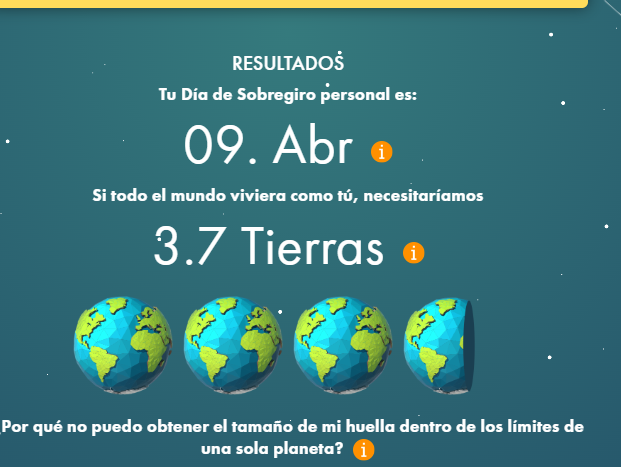 RESULTADOS
Tu Día de Sobregiro personal es:
09. Abr i
Si todo el mundo viviera como tú, necesitaríamos
3.7 Tierras i
¿Por qué no puedo obtener el tamaño de mi huella dentro de los límites de
una sola planeta? i